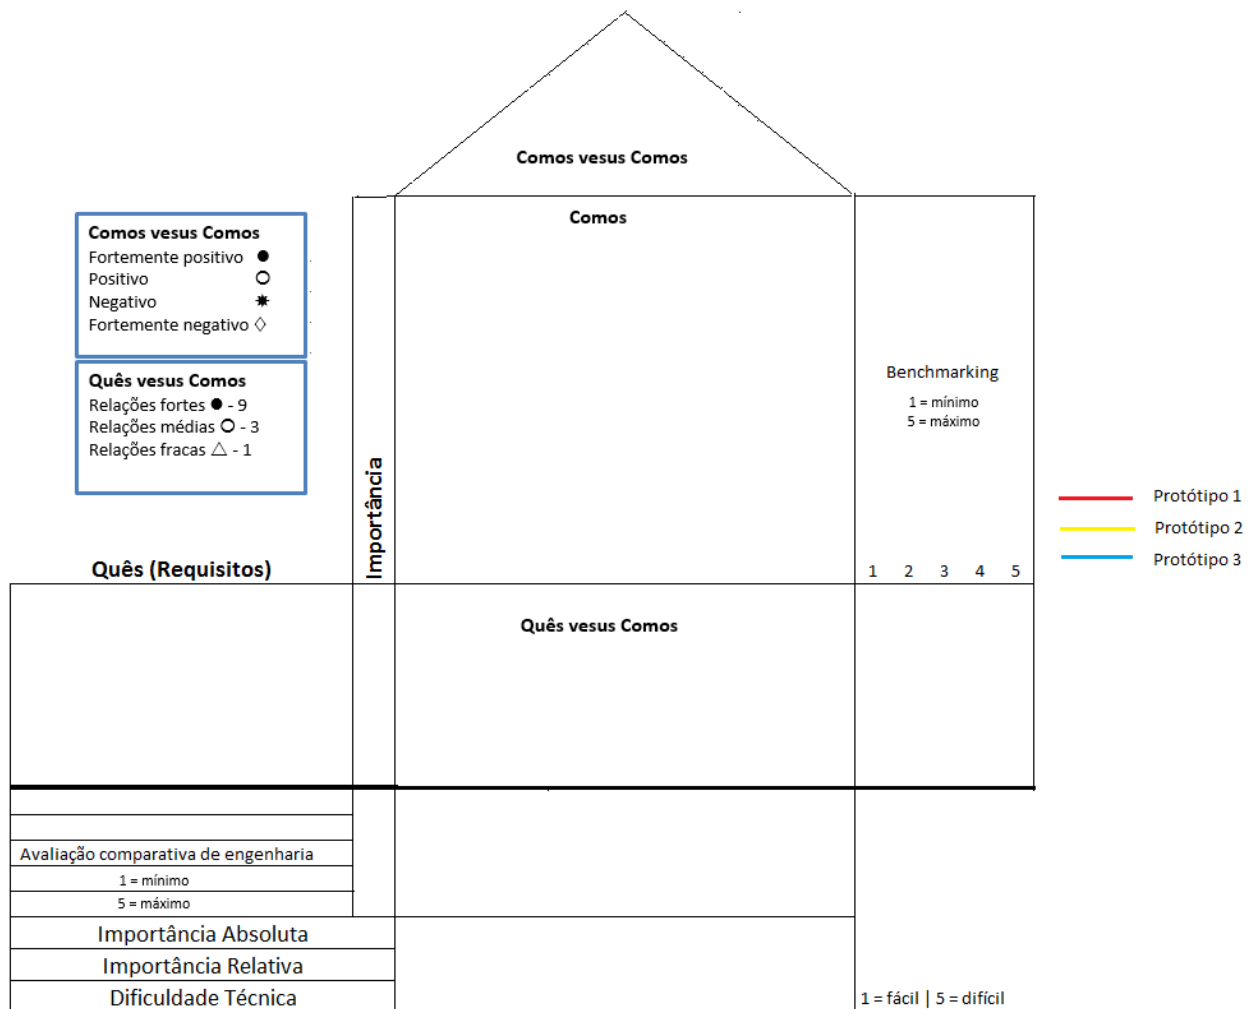 Comos vesus Comos
Comos
Comos vesus Comos
Fortemente positivo ●
Positivo O
Negativo ✷
Fortemente negativo ◇
Quês vesus Comos
Relações fortes ● - 9
Relações médias O - 3
Relações fracas △ - 1
Importância
Benchmarking
1 = mínimo
5 = máximo
Protótipo 1
Protótipo 2
Protótipo 3
Quês (Requisitos)
1 2 3 4 5
Quês vesus Comos
Avaliação comparativa de engenharia
1 = mínimo
5 = máximo
Importância Absoluta
Importância Relativa
Dificuldade Técnica
1 = fácil | 5 = difícil